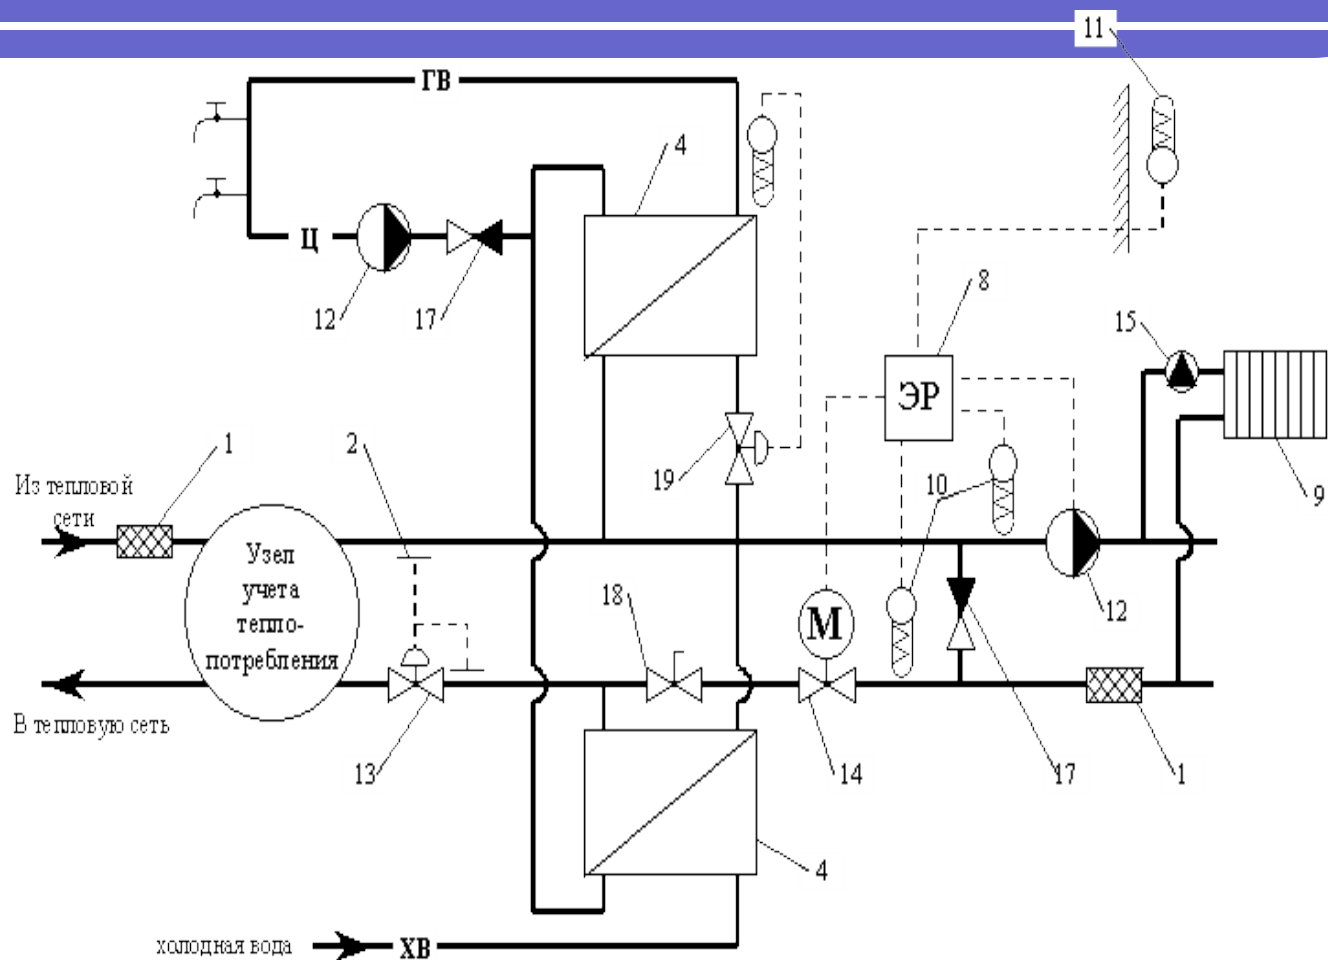 11
ГВ
4
Ц
12
17
8
15
ЭР
1
2
19
10
9
Из тепловой
сети
Узел
учета
тепло-
потребления
18
М
12
В тепловую сеть
13
14
17
1
4
холодная вода
ХВ